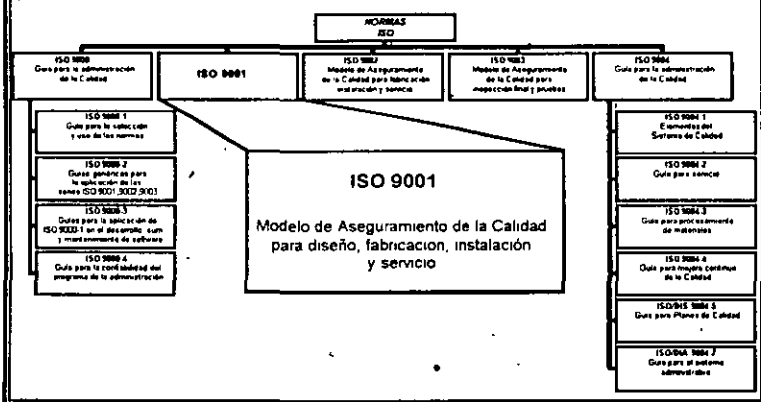 NORMAS
ISO
ISO 9000
Guía para la administración
de la Calidad
ISO 9001
ISO 9002
Modelo de Aseguramiento
de la Calidad para fabricación
instalación y servicio
ISO 9003
Modelo de Aseguramiento
de la Calidad para
inspección final y pruebas
ISO 9004
Guía para la administración
de la Calidad
ISO 9000-1
Guía para la selección
y uso de las normas
ISO 9000-2
Guías genéricas para
la aplicación de las
series ISO 9001,9002,9003
ISO 9000-3
Guías para la aplicación de
ISO 9000-1 en el desarrollo sum
y mantenimiento de software
ISO 9000-4
Guía para la confiabilidad del
programa de la administración
ISO 9001
Modelo de Aseguramiento de la Calidad
para diseño, fabricacion, instalación
y servicio
ISO 9004-1
Elementos del
Sistema de Calidad
ISO 9004-2
Guía para servicio
ISO 9004-3
Guía para procesamiento
de materiales
ISO 9004-4
Guía para mejora continua
de la Calidad
ISO/DIS 9004-5
Guía para Planes de Calidad
9004-7
Guía para el sistema
administrativo